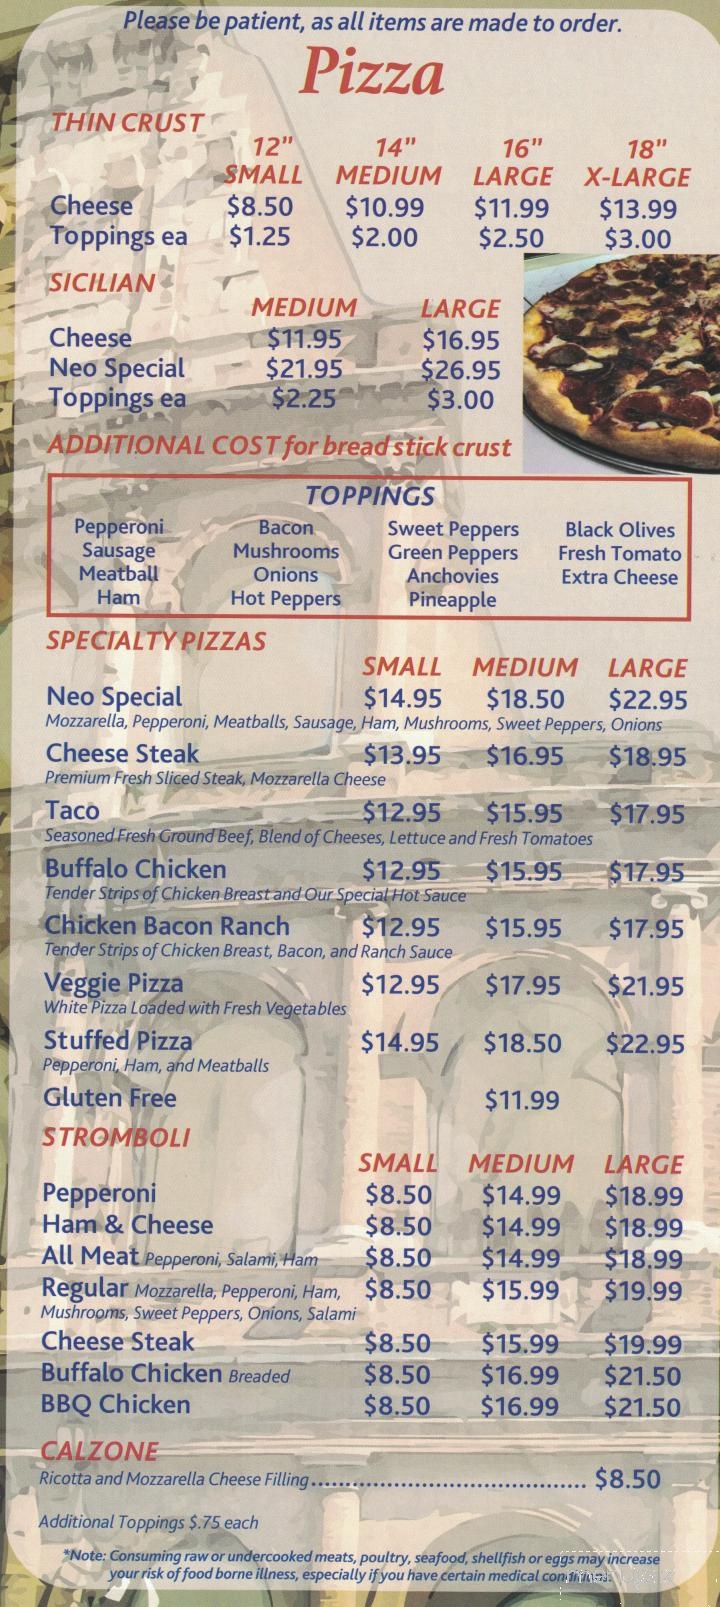 Please be patient, as all items are made to order.
Pizza
THIN CRUST
12" 14" 16" 18"
SMALL MEDIUM LARGE X-LARGE
Cheese $8.50 $10.99 $11.99 $13.99
Toppings ea $1.25 $2.00 $2.50 $3.00
SICILIAN
MEDIUM LARGE
Cheese $11.95 $16.95
Neo Special $21.95 $26.95
Toppings ea $2.25 $3.00
ADDITIONAL COST for bread stick crust
TOPPINGS
Pepperoni Bacon Sweet Peppers Black Olives
Sausage Mushrooms Green Peppers Fresh Tomato
Meatball Onions Anchovies Extra Cheese
Ham Hot Peppers Pineapple
SPECIALTY PIZZAS
SMALL MEDIUM LARGE
Neo Special $14.95 $18.50 $22.95
Mozzarella, Pepperoni, Meatballs, Sausage, Ham, Mushrooms, Sweet Peppers, Onions
Cheese Steak $13.95 $16.95 $18.95
Premium Fresh Sliced Steak, Mozzarella Cheese
Taco $12.95 $15.95 $17.95
Seasoned Fresh Ground Beef, Blend of Cheeses, Lettuce and Fresh Tomatoes
Buffalo Chicken $12.95 $15.95 $17.95
Tender Strips of Chicken Breast and Our Special Hot Sauce
Chicken Bacon Ranch $12.95 $15.95 $17.95
Tender Strips of Chicken Breast, Bacon, and Ranch Sauce
Veggie Pizza $12.95 $17.95 $21.95
White Pizza Loaded with Fresh Vegetables
Stuffed Pizza $14.95 $18.50 $22.95
Pepperoni, Ham, and Meatballs
Gluten Free $11.99
STROMBOLI
SMALL MEDIUM LARGE
Pepperoni $8.50 $14.99 $18.99
Ham & Cheese $8.50 $14.99 $18.99
All Meat Pepperoni, Salami, Ham $8.50 $14.99 $18.99
Regular Mozzarella, Pepperoni, Ham, $8.50 $15.99 $19.99
Mushrooms, Sweet Peppers, Onions, Salami
Cheese Steak $8.50 $15.99 $19.99
Buffalo Chicken Breaded $8.50 $16.99 $21.50
BBQ Chicken $8.50 $16.99 $21.50
CALZONE
Ricotta and Mozzarella Cheese Filling........................................ $8.50
Additional Toppings $.75 each
*Note: Consuming raw or undercooked meats, poultry, seafood, shellfish or eggs may increase
your risk of food borne illness, especially if you have certain medical conditions.